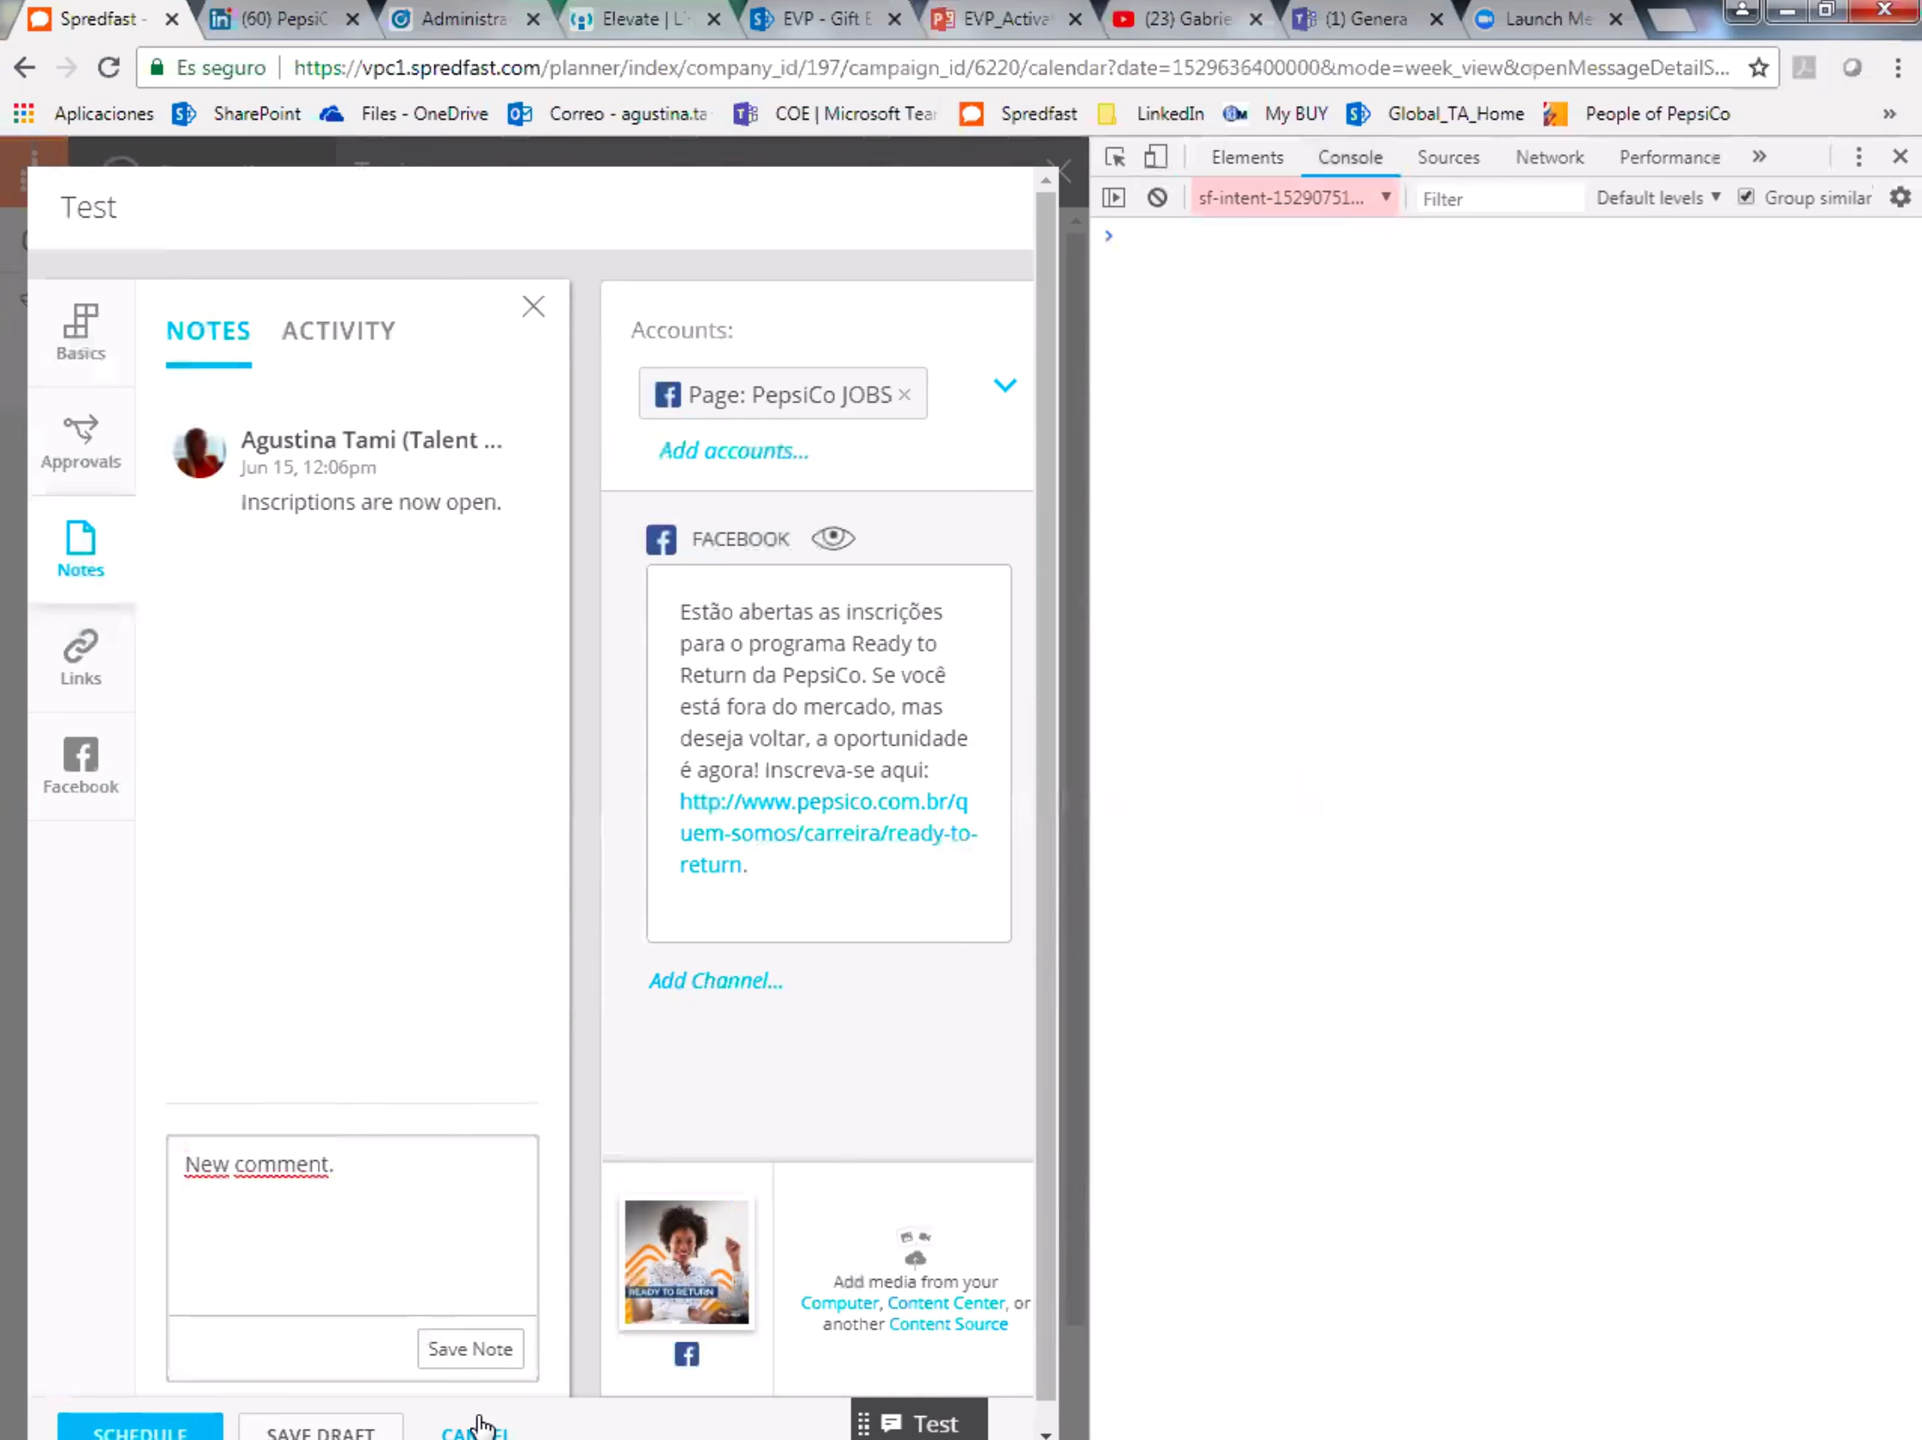 Spredfast -
(60) PepsiC
Administra
Elevate | L
EVP - Gift E
EVP_Activa
(23) Gabrie
(1) Genera
Launch Me
Es seguro
https://vpc1.spredfast.com/planner/index/company_id/197/campaign_id/6220/calendar?date=1529636400000&mode=week_view&openMessageDetailS...
Aplicaciones
SharePoint
Files - OneDrive
Correo - agustina.ta
COE | Microsoft Tea
Spredfast
LinkedIn
My BUY
Global_TA_Home
People of PepsiCo
»
Elements
Console
Sources
Network
Performance
»
sf-intent-15290751...
Filter
Default levels
Group similar
Test
Basics
Approvals
Notes
Links
Facebook
NOTES
ACTIVITY
Agustina Tami (Talent ...
Jun 15, 12:06pm
Inscriptions are now open.
New comment.
Save Note
Accounts:
Page: PepsiCo JOBS
Add accounts...
FACEBOOK
Estão abertas as inscrições
para o programa Ready to
Return da PepsiCo. Se você
está fora do mercado, mas
deseja voltar, a oportunidade
é agora! Inscreva-se aqui:
http://www.pepsico.com.br/q
uem-somos/carreira/ready-to-
return.
Add Channel...
READY TO RETURN
Add media from your
Computer, Content Center, or
another Content Source
SCHEDULE
SAVE DRAFT
Test